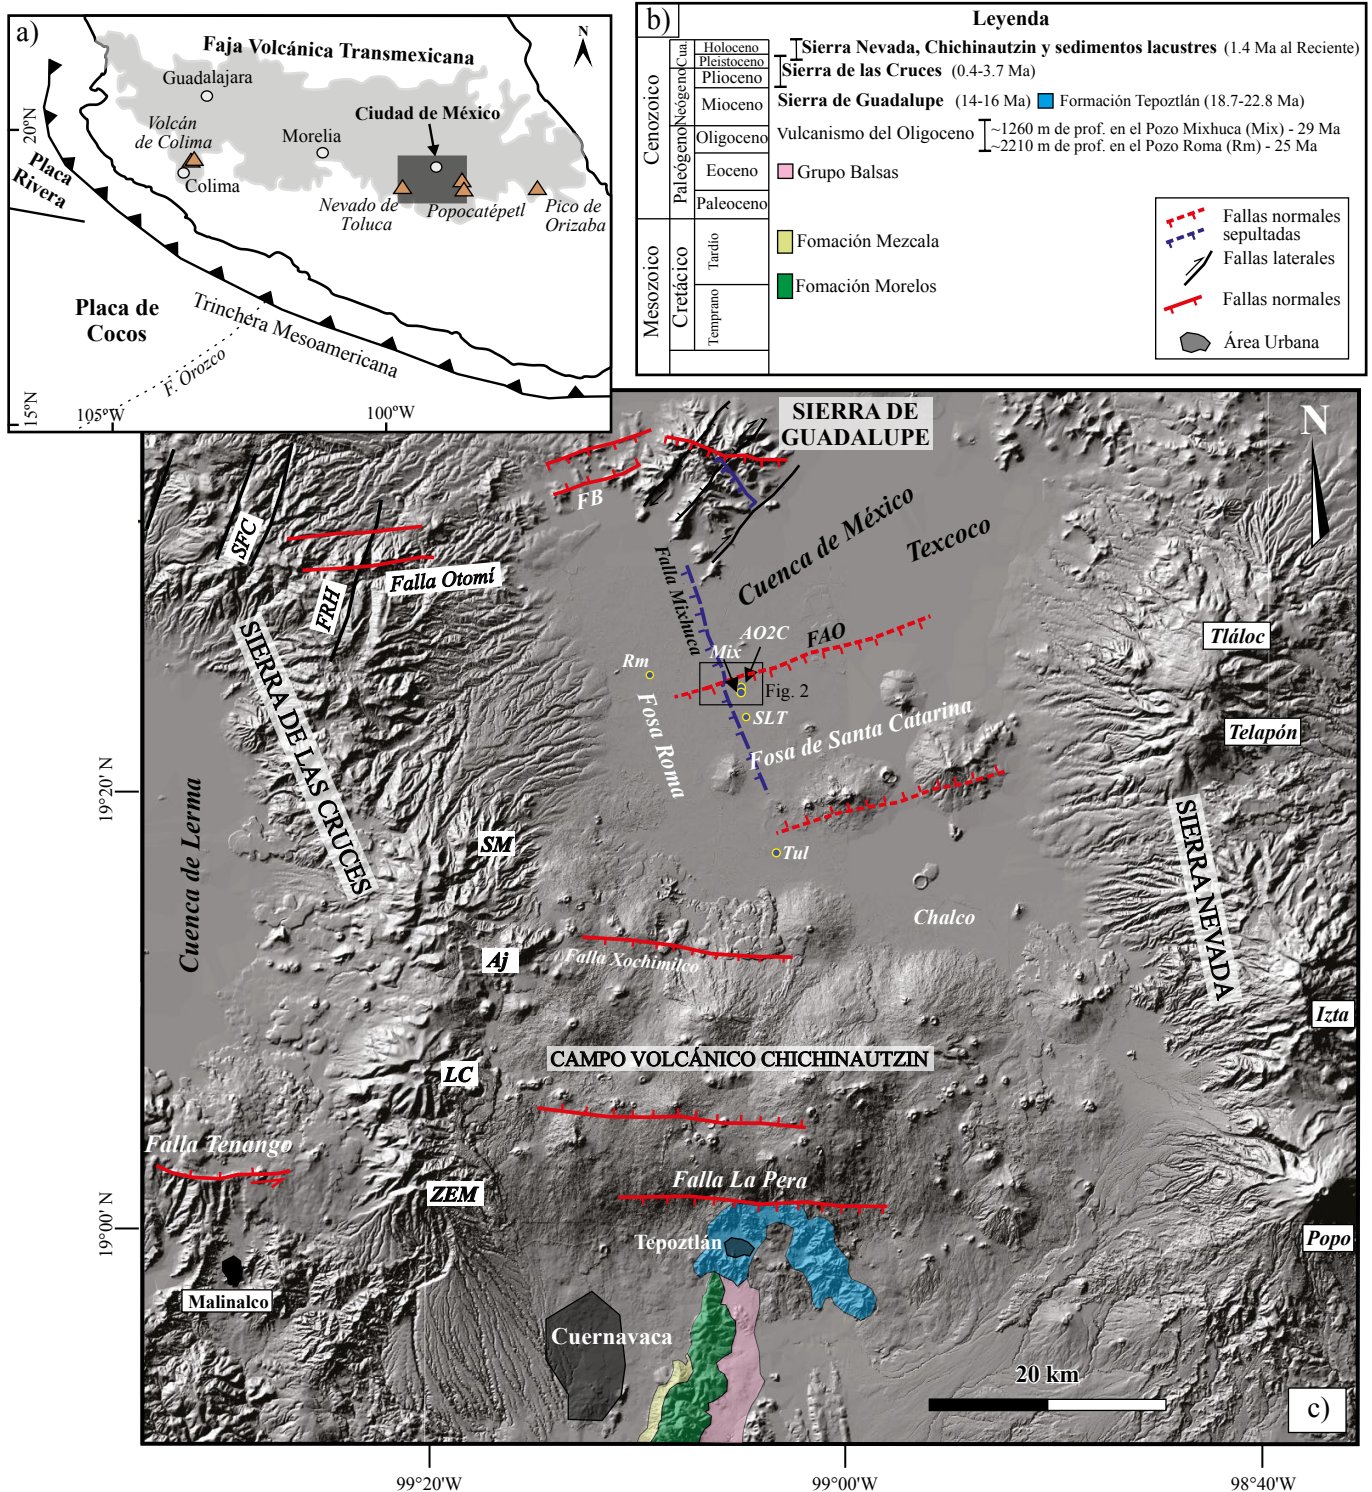 a)
Faja Volcánica Transmexicana
N
Guadalajara
Ciudad de México
Volcán
de Colima
Morelia
20°N
Placa
Rivera
Colima
Nevado de
Toluca
Popocatépetl
Pico de
Orizaba
Placa de
Cocos
Trinchera Mesoamericana
F. Orozco
15°N
105°W
100°W
b)
Leyenda
Cenozoico
Mesozoico
Cua.
Neógeno
Paleógeno
Cretácico
Holoceno
Pleistoceno
Plioceno
Mioceno
Oligoceno
Eoceno
Paleoceno
Tardío
Temprano
Sierra Nevada, Chichinautzin y sedimentos lacustres (1.4 Ma al Reciente)
Sierra de las Cruces (0.4-3.7 Ma)
Sierra de Guadalupe (14-16 Ma) Formación Tepoztlán (18.7-22.8 Ma)
Vulcanismo del Oligoceno
~1260 m de prof. en el Pozo Mixhuca (Mix) - 29 Ma
~2210 m de prof. en el Pozo Roma (Rm) - 25 Ma
Grupo Balsas
Fomación Mezcala
Fomación Morelos
Fallas normales
sepultadas
Fallas laterales
Fallas normales
Área Urbana
SIERRA DE
GUADALUPE
N
FB
SFC
FRH
Falla Otomí
Falla Mixhuca
Cuenca de México
Texcoco
SIERRA DE LAS CRUCES
AO2C
FAO
Mix
Rm
Fig. 2
SLT
Fosa Roma
Fosa de Santa Catarina
Tláloc
Telapón
19°20' N
Cuenca de Lerma
SM
Tul
SIERRA NEVADA
Chalco
Aj
Falla Xochimilco
Izta
CAMPO VOLCÁNICO CHICHINAUTZIN
LC
Falla Tenango
Falla La Pera
ZEM
19°00' N
Tepoztlán
Popo
Malinalco
Cuernavaca
20 km
c)
99°20'W
99°00'W
98°40'W